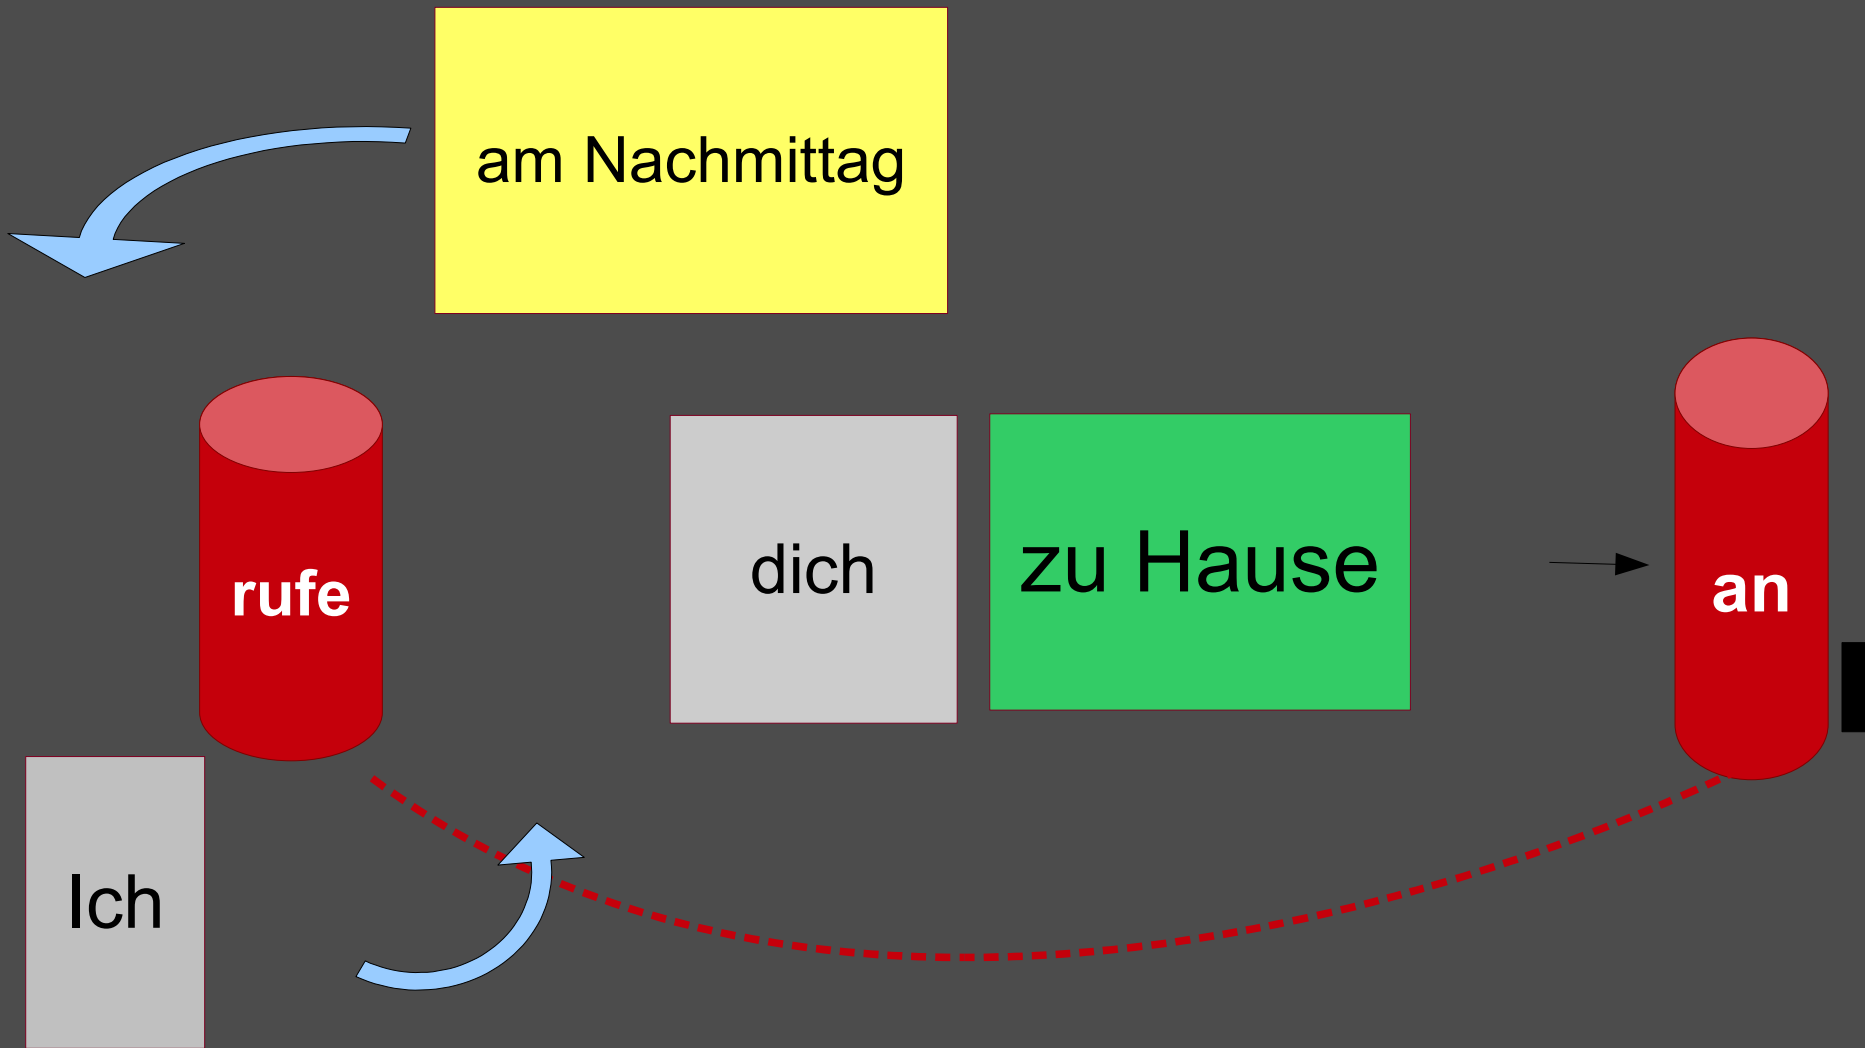 am Nachmittag
rufe
dich
zu Hause
an
Ich